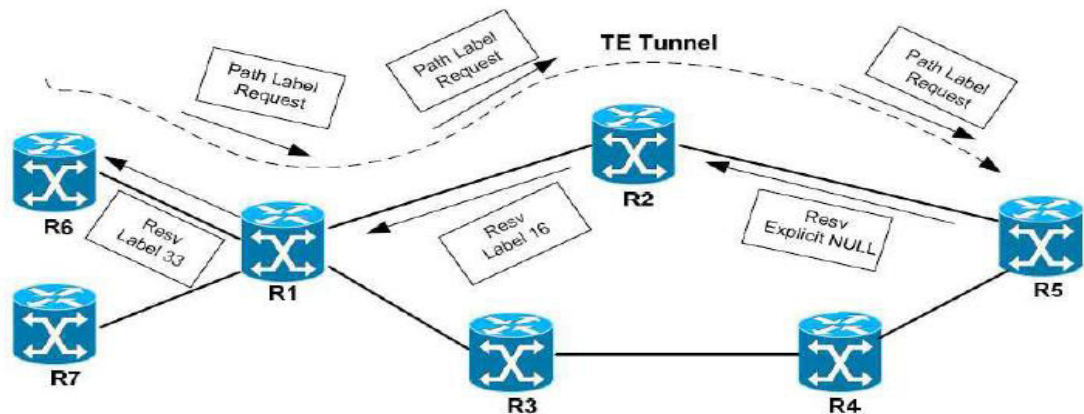 TE Tunnel
Path Label
Request
Path Label
Request
Path Label
Request
R6
Resv
Label 33
R1
R2
Resv
Label 16
Resv
Explicit NULL
R5
R7
R3
R4